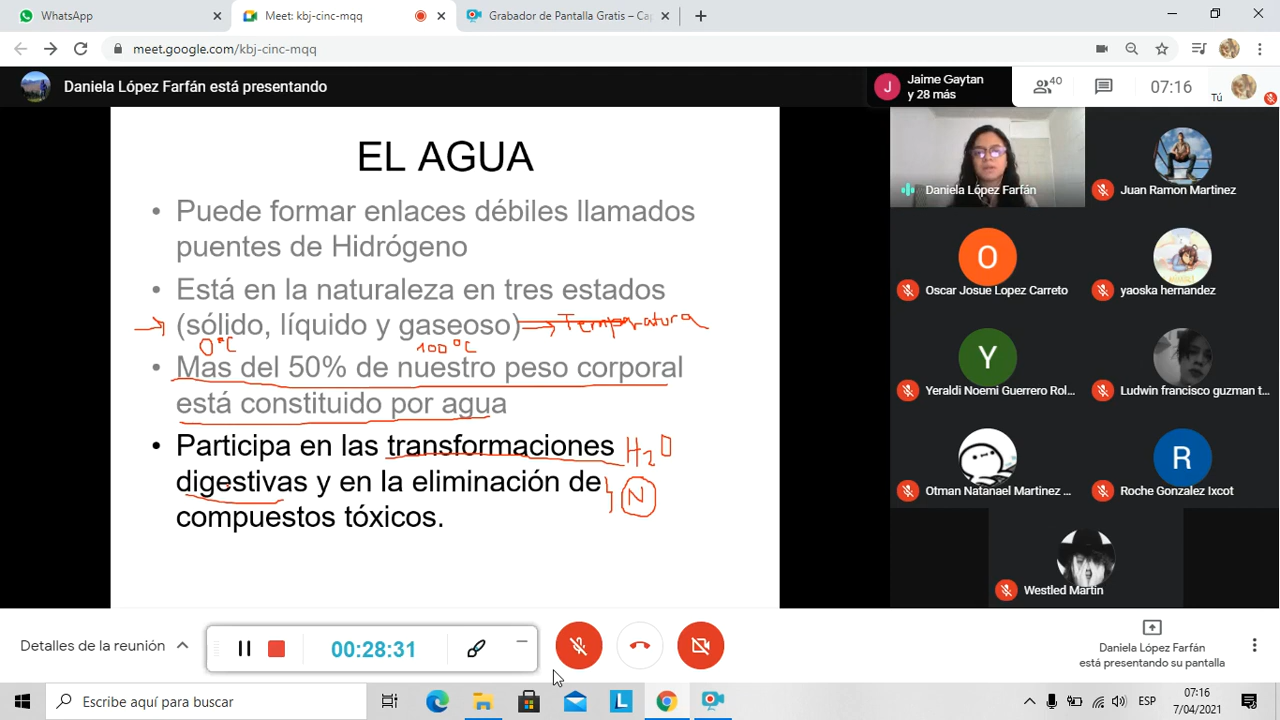 WhatsApp
Meet: kbj-cinc-mqq
Grabador de Pantalla Gratis – Ca
meet.google.com/kbj-cinc-mqq
Daniela López Farfán está presentando
J
Jaime Gaytan
y 28 más
40
07:16
Tú
EL AGUA
• Puede formar enlaces débiles llamados
puentes de Hidrógeno
• Está en la naturaleza en tres estados
(sólido, líquido y gaseoso) → Temperatura
0°C 100°C
• Mas del 50% de nuestro peso corporal
está constituido por agua
• Participa en las transformaciones H2O
digestivas y en la eliminación de N
compuestos tóxicos.
Daniela López Farfán
Juan Ramon Martinez
O
Oscar Josue Lopez Carreto
yaoska hernandez
Y
Yeraldi Noemi Guerrero Rol...
Ludwin francisco guzman t...
Otman Natanael Martinez ...
R
Roche Gonzalez Ixcot
Westled Martin
Detalles de la reunión
00:28:31
Daniela López Farfán
está presentando su pantalla
Escribe aquí para buscar
L
ESP
07:16
7/04/2021